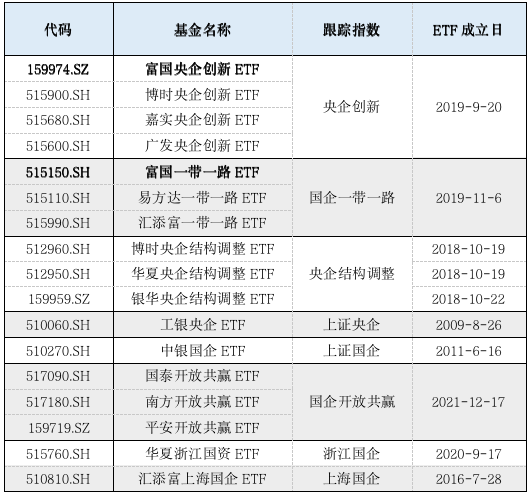 代码 基金名称 跟踪指数 ETF 成立日
159974.SZ 富国央企创新 ETF 央企创新 2019-9-20
515900.SH 博时央企创新 ETF
515680.SH 嘉实央企创新 ETF
515600.SH 广发央企创新 ETF
515150.SH 富国一带一路 ETF 国企一带一路 2019-11-6
515110.SH 易方达一带一路 ETF
515990.SH 汇添富一带一路 ETF
512960.SH 博时央企结构调整 ETF 央企结构调整 2018-10-19
512950.SH 华夏央企结构调整 ETF 2018-10-19
159959.SZ 银华央企结构调整 ETF 2018-10-22
510060.SH 工银央企 ETF 上证央企 2009-8-26
510270.SH 中银国企 ETF 上证国企 2011-6-16
517090.SH 国泰开放共赢 ETF 国企开放共赢 2021-12-17
517180.SH 南方开放共赢 ETF
159719.SZ 平安开放共赢 ETF
515760.SH 华夏浙江国资 ETF 浙江国企 2020-9-17
510810.SH 汇添富上海国企 ETF 上海国企 2016-7-28